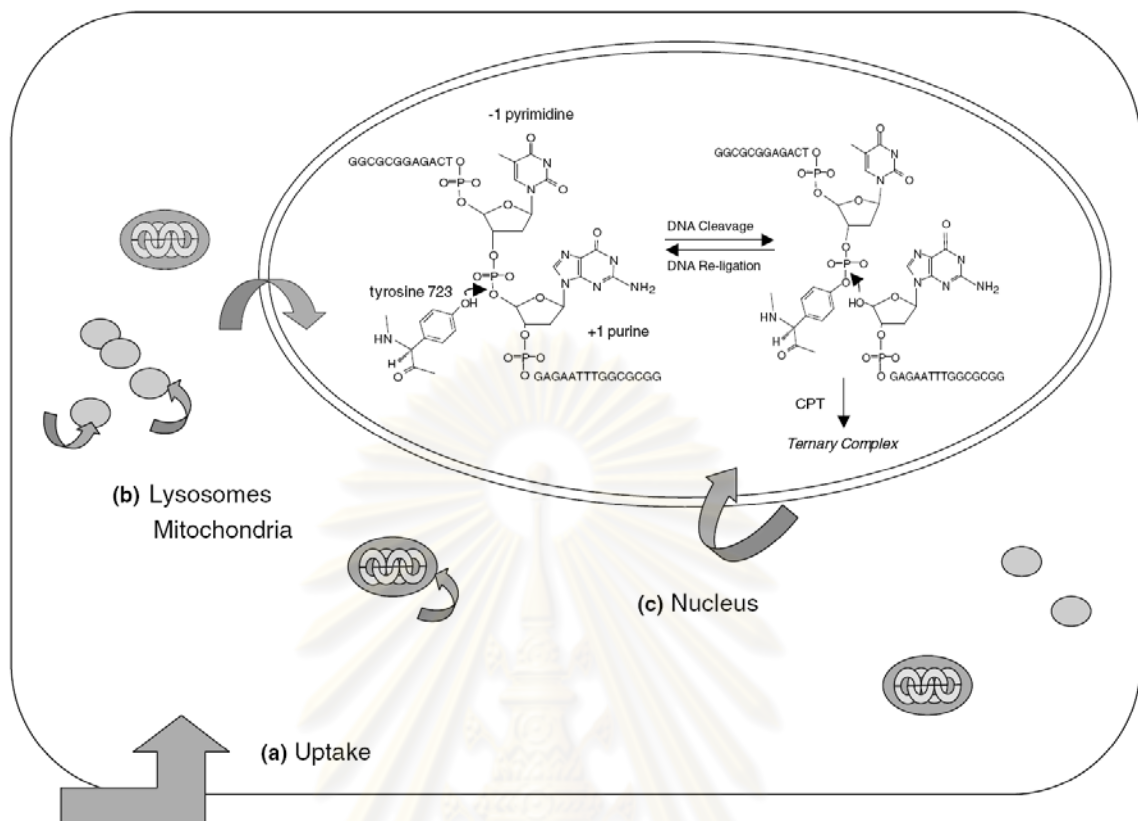 -1 pyrimidine
GGCGCGGAGACT O
O
O=P-O
O
O
N
N
O
O
O
O=P-O
O
tyrosine 723
OH
HN
H
O
O
N
N
O
N
N
NH₂
+1 purine
O
O=P-O
O
GAGAATTTGGCGCGG
DNA Cleavage
DNA Re-ligation
GGCGCGGAGACT O
O
O=P-O
O
O
N
N
O
O
O=P-O
O
HN
H
O
HO
O
N
N
O
N
N
NH₂
O
O=P-O
O
GAGAATTTGGCGCGG
CPT
Ternary Complex
(b) Lysosomes
Mitochondria
(c) Nucleus
(a) Uptake